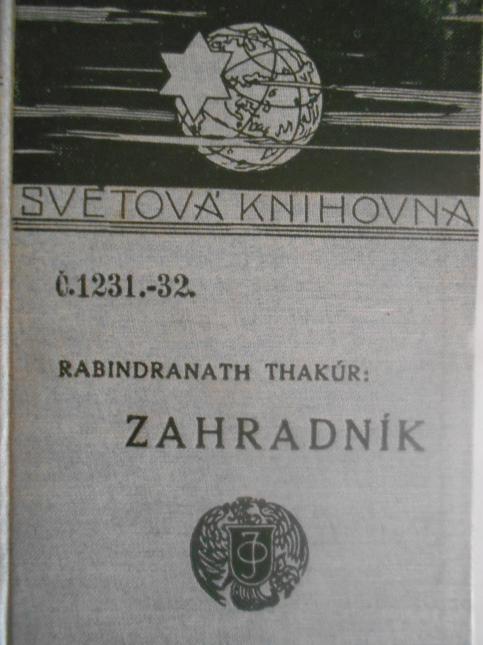 SVĚTOVÁ KNIHOVNA
Č.1231.-32.
RABINDRANATH THAKÚR:
ZAHRADNÍK